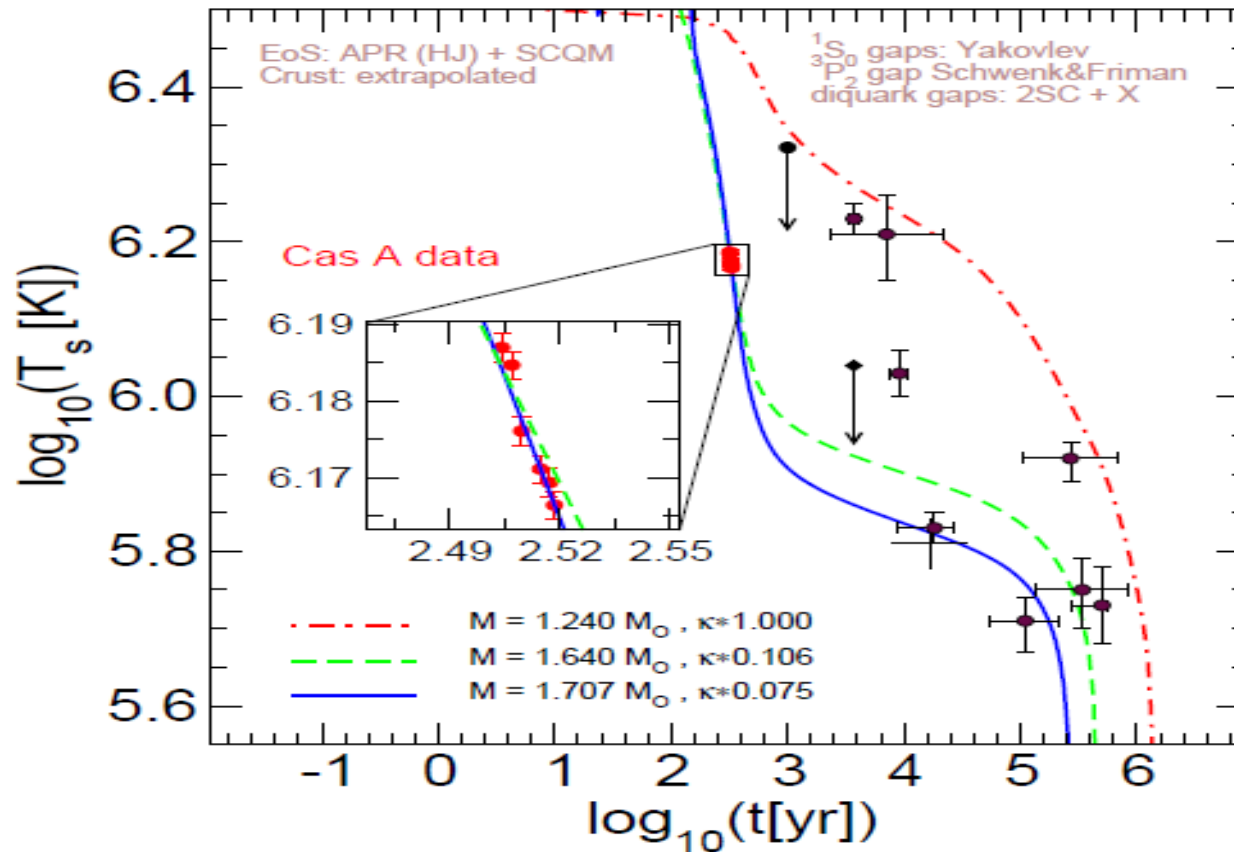 EoS: APR (HJ) + SCQM
Crust: extrapolated
¹S₀ gaps: Yakovlev
³P₂ gap Schwenk&Friman
diquark gaps: 2SC + X
log₁₀(Tₛ [K])
6.4
6.2
6.0
5.8
5.6
Cas A data
6.19
6.18
6.17
2.49 2.52 2.55
M = 1.240 M_O , κ*1.000
M = 1.640 M_O , κ*0.106
M = 1.707 M_O , κ*0.075
-1 0 1 2 3 4 5 6
log₁₀(t[yr])